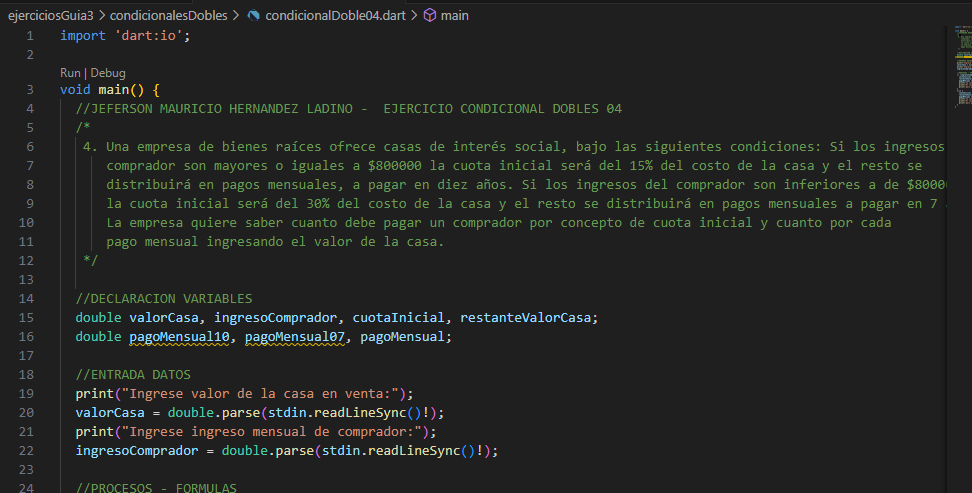 ejerciciosGuia3 > condicionalesDobles > condicionalDoble04.dart > main
1 import 'dart:io';
2
Run | Debug
3 void main() {
4 //JEFERSON MAURICIO HERNANDEZ LADINO -  EJERCICIO CONDICIONAL DOBLES 04
5 /*
6 4. Una empresa de bienes raíces ofrece casas de interés social, bajo las siguientes condiciones: Si los ingresos
7 comprador son mayores o iguales a $800000 la cuota inicial será del 15% del costo de la casa y el resto se
8 distribuirá en pagos mensuales, a pagar en diez años. Si los ingresos del comprador son inferiores a de $8000
9 la cuota inicial será del 30% del costo de la casa y el resto se distribuirá en pagos mensuales a pagar en 7
10 La empresa quiere saber cuanto debe pagar un comprador por concepto de cuota inicial y cuanto por cada
11 pago mensual ingresando el valor de la casa.
12 */
13
14 //DECLARACION VARIABLES
15 double valorCasa, ingresoComprador, cuotaInicial, restanteValorCasa;
16 double pagoMensual10, pagoMensual07, pagoMensual;
17
18 //ENTRADA DATOS
19 print("Ingrese valor de la casa en venta:");
20 valorCasa = double.parse(stdin.readLineSync()!);
21 print("Ingrese ingreso mensual de comprador:");
22 ingresoComprador = double.parse(stdin.readLineSync()!);
23
24 //PROCESOS - FORMULAS